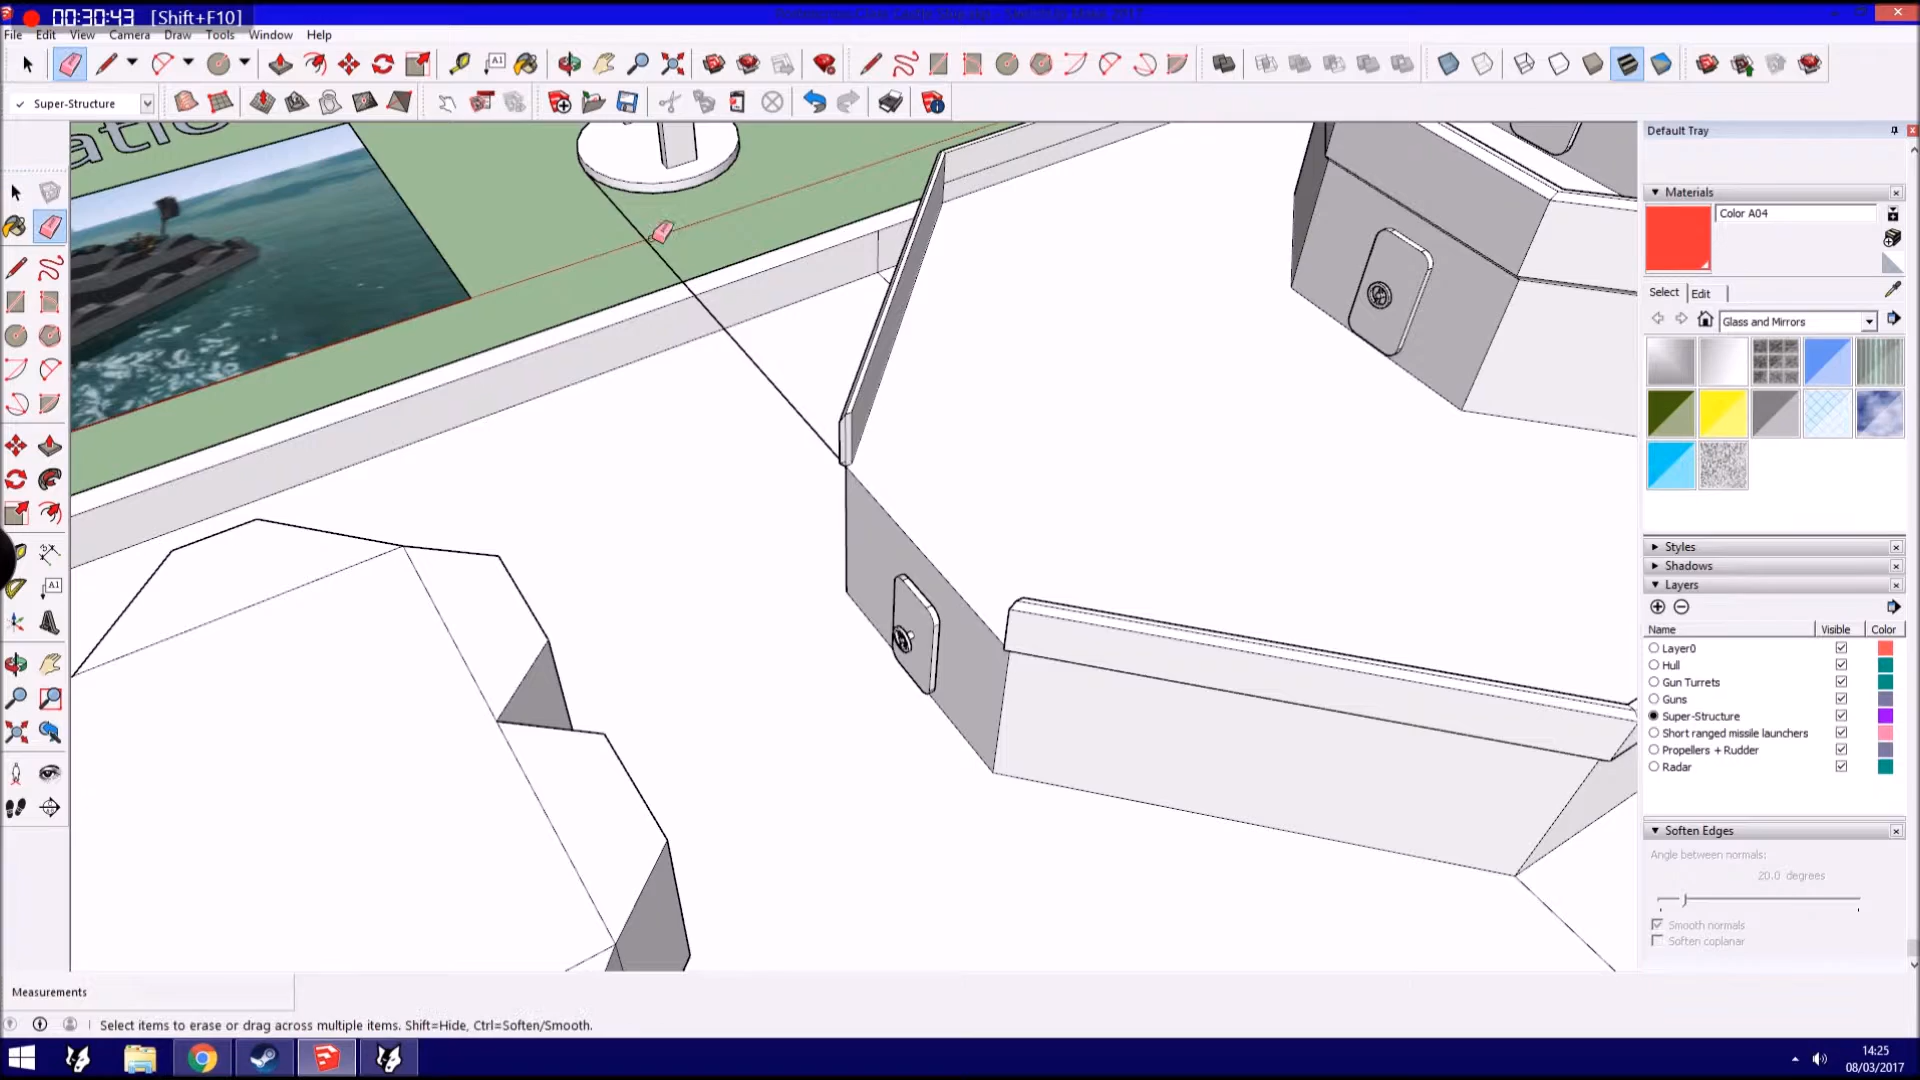 00:30:43 [Shift+F10]
File Edit View Camera Draw Tools Window Help
Super-Structure
atic
Default Tray
Materials
Color A04
Select Edit
Glass and Mirrors
Styles
Shadows
Layers
Name Visible Color
Layer0
Hull
Gun Turrets
Guns
Super-Structure
Short ranged missile launchers
Propellers + Rudder
Radar
Soften Edges
Angle between normals:
20.0 degrees
Smooth normals
Soften coplanar
Measurements
Select items to erase or drag across multiple items. Shift=Hide, Ctrl=Soften/Smooth.
14:25
08/03/2017